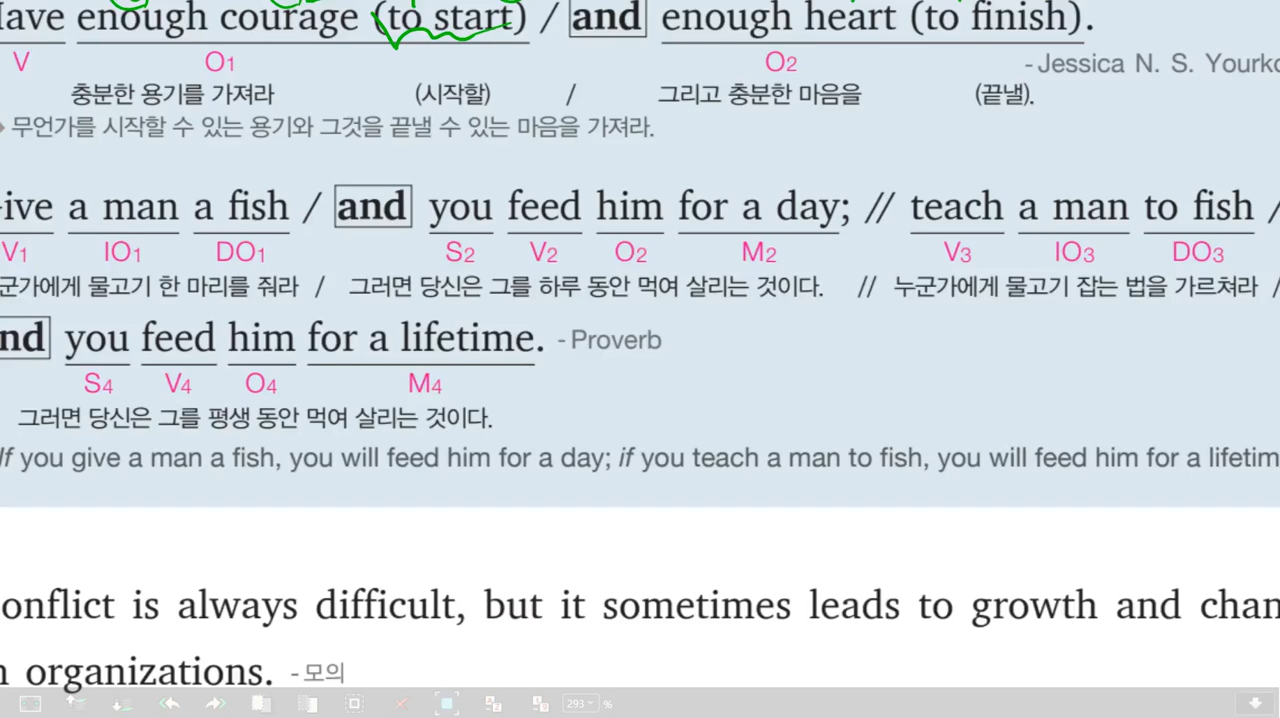 ave enough courage (to start) / and enough heart (to finish).
V O1 O2 - Jessica N. S. Yourko
충분한 용기를 가져라 (시작할) / 그리고 충분한 마음을 (끝낼).
무언가를 시작할 수 있는 용기와 그것을 끝낼 수 있는 마음을 가져라.
ive a man a fish / and you feed him for a day; // teach a man to fish /
V1 IO1 DO1 S2 V2 O2 M2 V3 IO3 DO3
군가에게 물고기 한 마리를 줘라 / 그러면 당신은 그를 하루 동안 먹여 살리는 것이다. // 누군가에게 물고기 잡는 법을 가르쳐라 /
nd you feed him for a lifetime. - Proverb
S4 V4 O4 M4
그러면 당신은 그를 평생 동안 먹여 살리는 것이다.
If you give a man a fish, you will feed him for a day; if you teach a man to fish, you will feed him for a lifetim
onflict is always difficult, but it sometimes leads to growth and chan
n organizations. - 모의
293 %